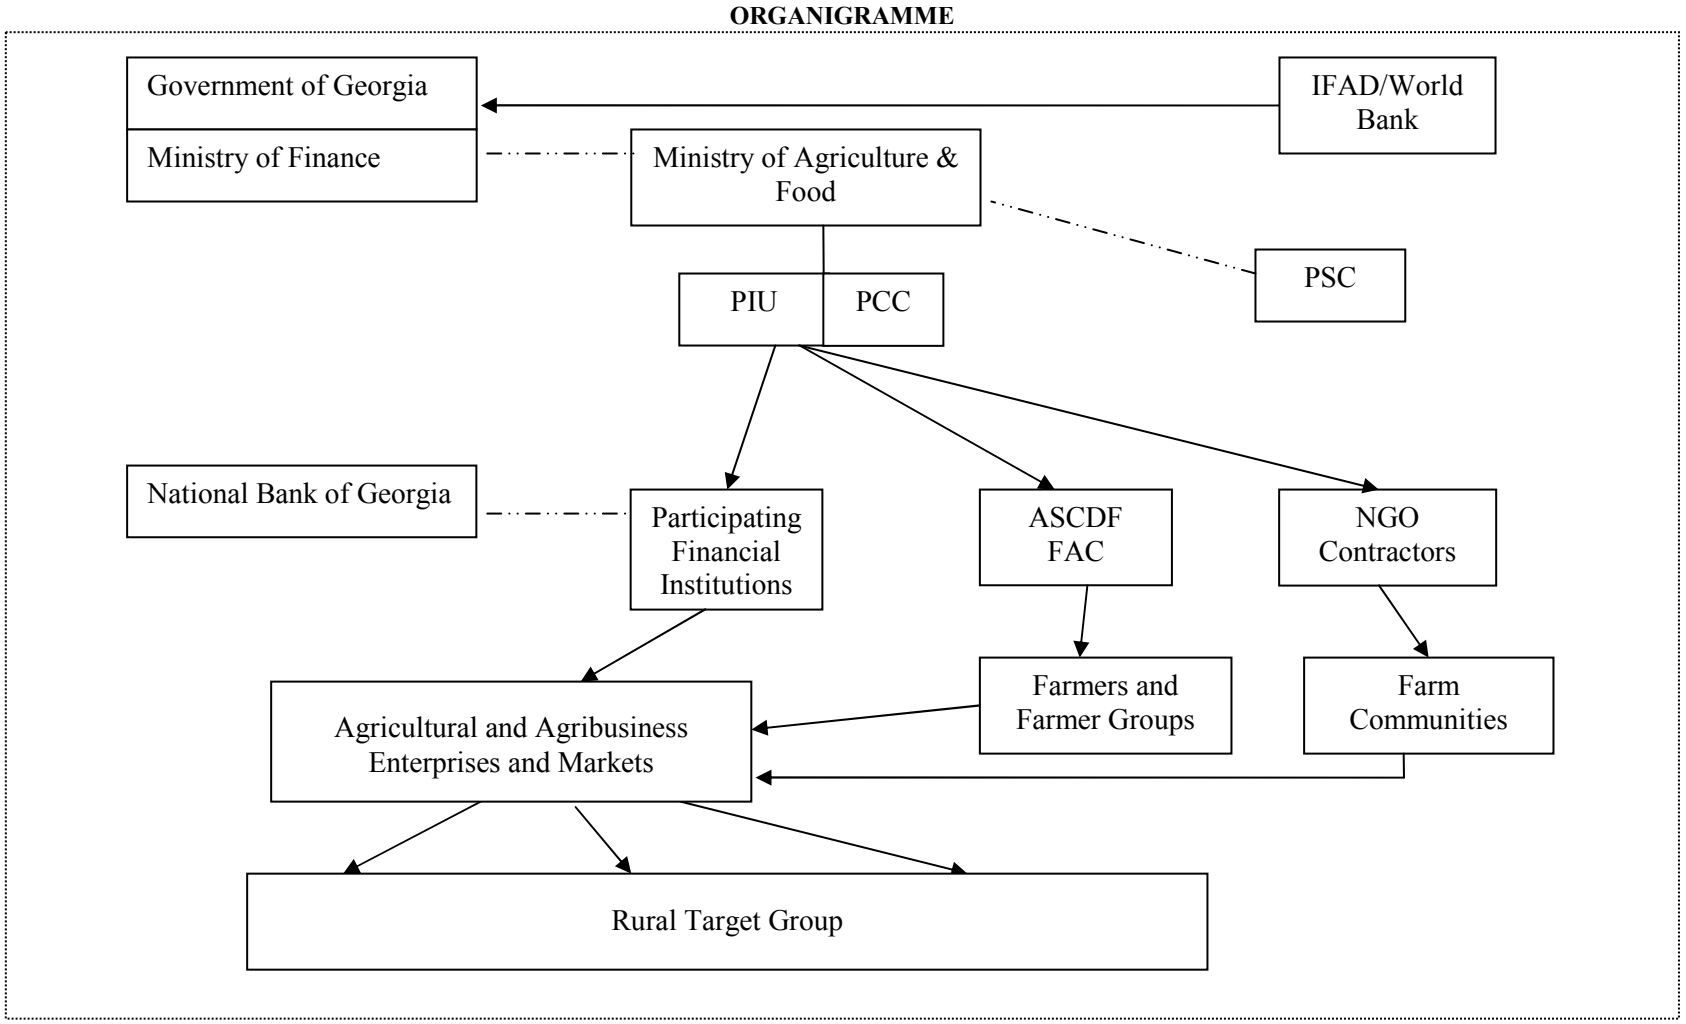 ORGANIGRAMME
Government of Georgia
IFAD/World
Bank
Ministry of Finance
Ministry of Agriculture &
Food
PSC
PIU
PCC
National Bank of Georgia
Participating
Financial
Institutions
ASCDF
FAC
NGO
Contractors
Agricultural and Agribusiness
Enterprises and Markets
Farmers and
Farmer Groups
Farm
Communities
Rural Target Group